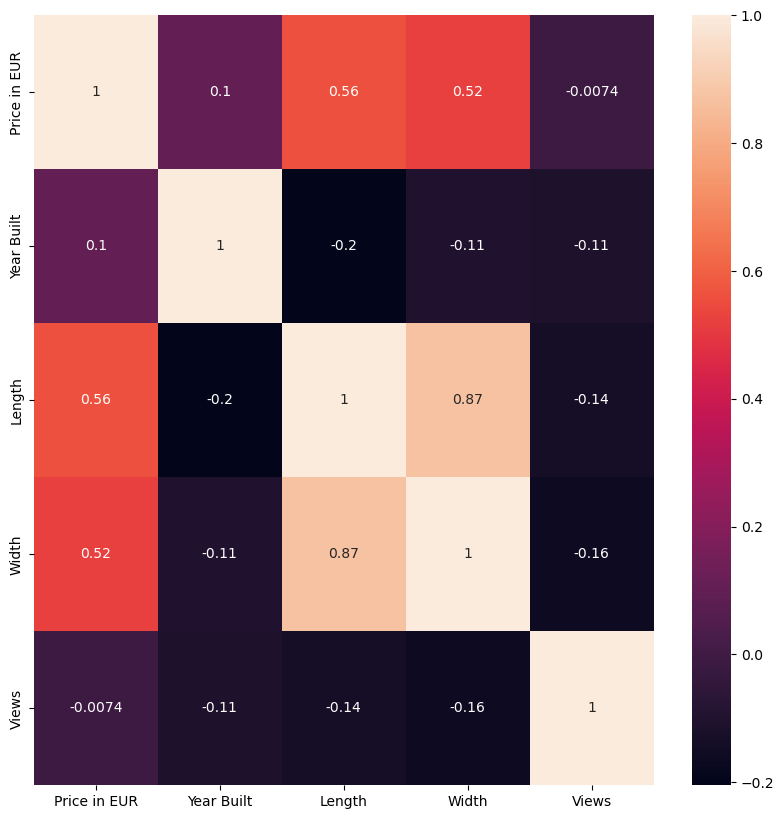 Price in EUR 1 0.1 0.56 0.52 -0.0074
Year Built 0.1 1 -0.2 -0.11 -0.11
Length 0.56 -0.2 1 0.87 -0.14
Width 0.52 -0.11 0.87 1 -0.16
Views -0.0074 -0.11 -0.14 -0.16 1
Price in EUR Year Built Length Width Views
1.0
0.8
0.6
0.4
0.2
0.0
−0.2